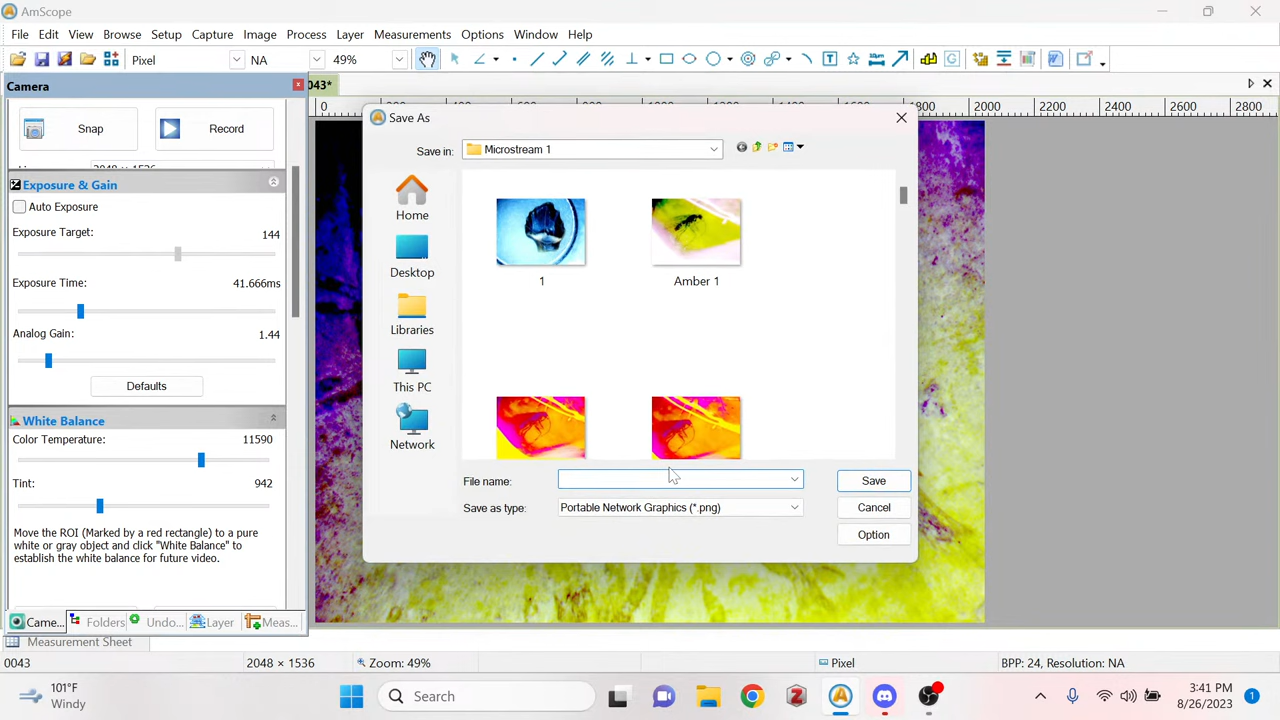 AmScope
File Edit View Browse Setup Capture Image Process Layer Measurements Options Window Help
Pixel NA 49%
Camera
043*
0 2000 2200 2400 2600 2800
Snap Record
Exposure & Gain
Auto Exposure
Exposure Target: 144
Exposure Time: 41.666ms
Analog Gain: 1.44
Defaults
White Balance
Color Temperature: 11590
Tint: 942
Move the ROI (Marked by a red rectangle) to a pure
white or gray object and click "White Balance" to
establish the white balance for future video.
Came... Folders Undo... Layer Meas...
Measurement Sheet
Save As
Save in: Microstream 1
Home
Desktop
Libraries
This PC
Network
1 Amber 1
File name: Save
Save as type: Portable Network Graphics (*.png) Cancel
Option
0043 2048 × 1536 Zoom: 49% Pixel BPP: 24, Resolution: NA
101°F
Windy
Search
3:41 PM
8/26/2023
1